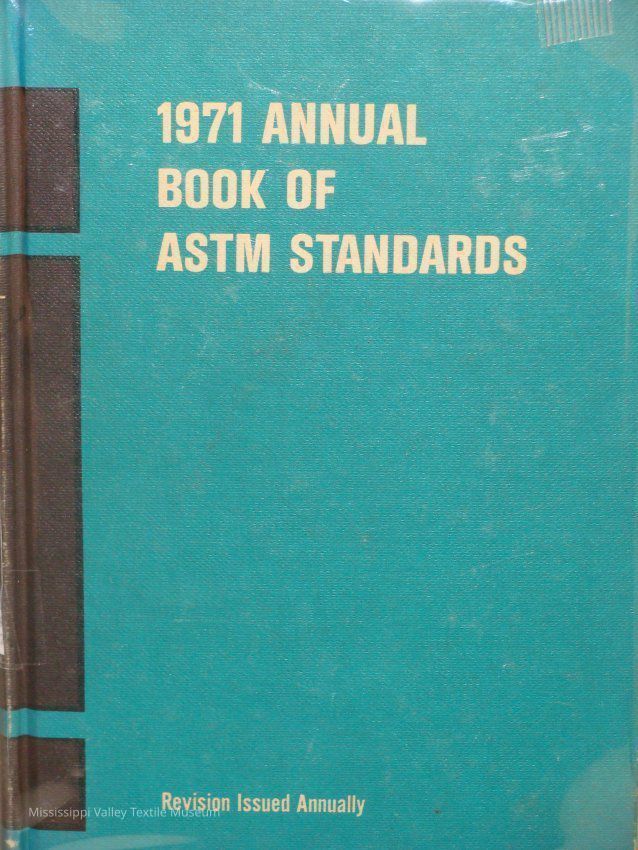 1971 ANNUAL
BOOK OF
ASTM STANDARDS
Revision Issued Annually
Mississippi Valley Textile Museum